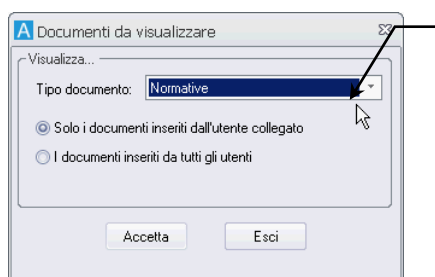 A Documenti da visualizzare
Visualizza...
Tipo documento: Normative
Solo i documenti inseriti dall'utente collegato
I documenti inseriti da tutti gli utenti
Accetta Esci